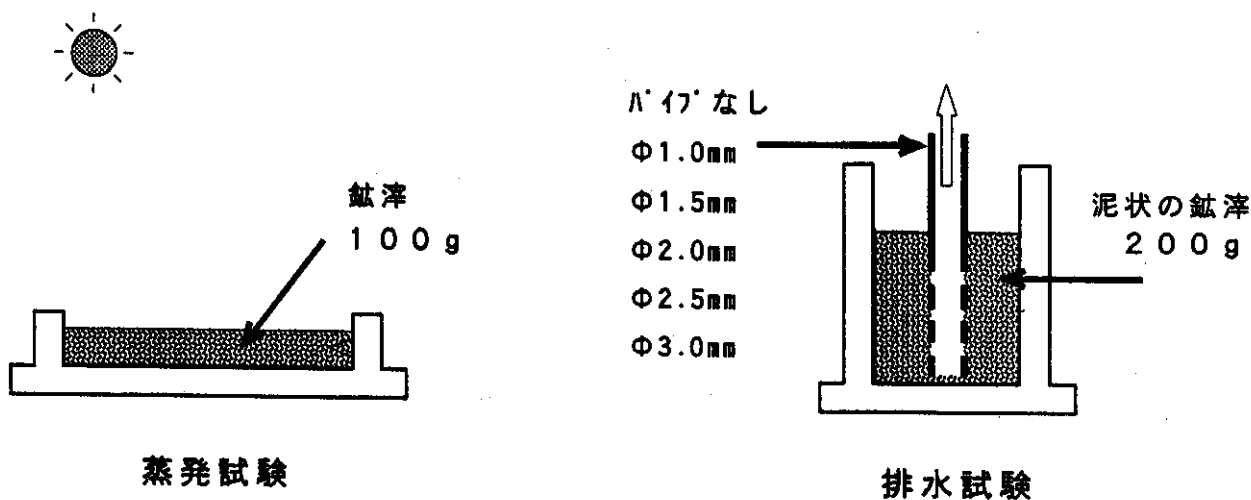 鉱滓
100g
蒸発試験
パイプなし
Φ1.0mm
Φ1.5mm
Φ2.0mm
Φ2.5mm
Φ3.0mm
泥状の鉱滓
200g
排水試験